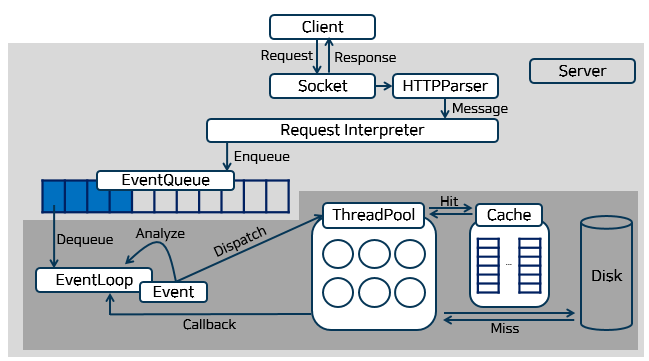 Client
Request
Response
Socket
HTTPParser
Server
Message
Request Interpreter
Enqueue
EventQueue
Dequeue
Analyze
Dispatch
ThreadPool
Hit
Cache
...
EventLoop
Event
Disk
Callback
Miss